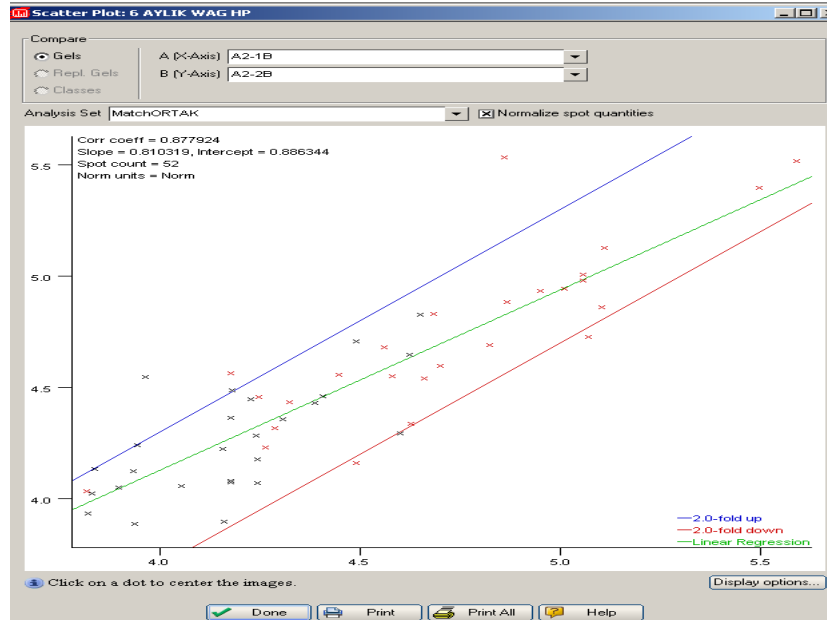 Scatter Plot: 6 AYLIK WAG HP
Compare
Gels
A (X-Axis) A2-1B
Repl. Gels
B (Y-Axis) A2-2B
Classes
Analysis Set MatchORTAK
Normalize spot quantities
Corr coeff = 0.877924
Slope = 0.810319, Intercept = 0.886344
Spot count = 52
Norm units = Norm
5.5
5.0
4.5
4.0
2.0-fold up
2.0-fold down
Linear Regression
4.0 4.5 5.0 5.5
Click on a dot to center the images.
Display options...
Done Print Print All Help